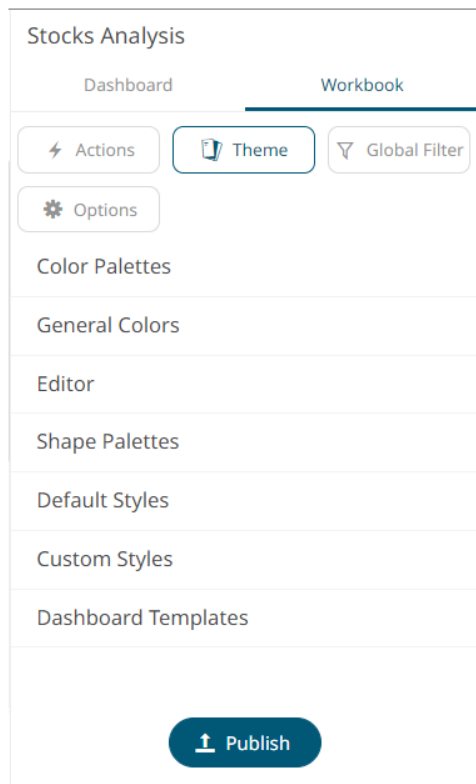 Stocks Analysis
Dashboard Workbook
Actions Theme Global Filter
Options
Color Palettes
General Colors
Editor
Shape Palettes
Default Styles
Custom Styles
Dashboard Templates
Publish